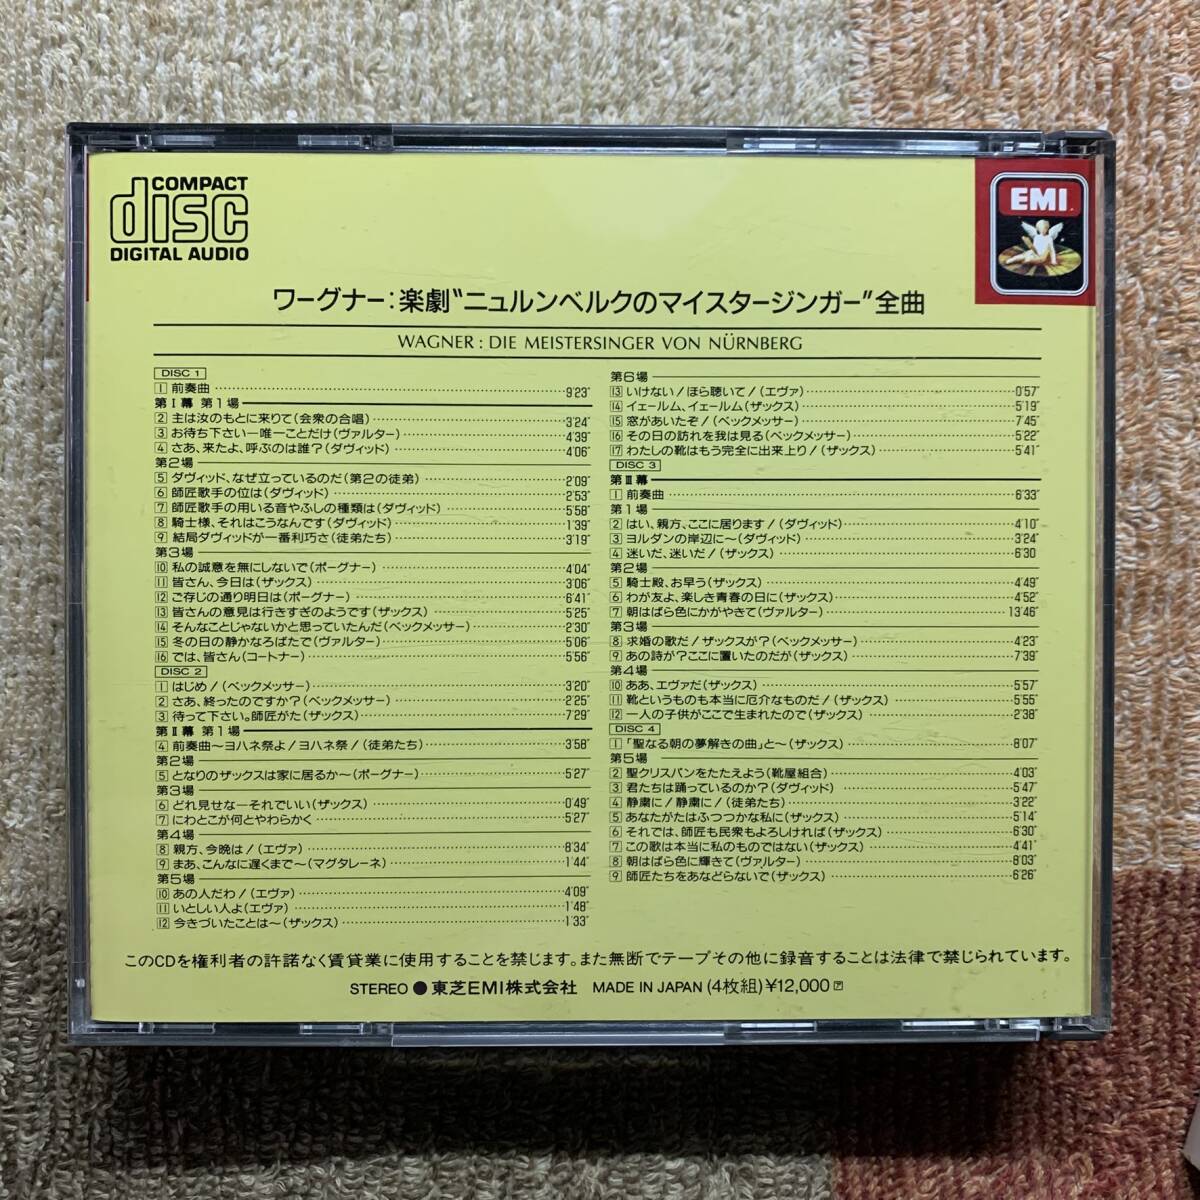 COMPACT
disc
DIGITAL AUDIO
EMI
ワーグナー:楽劇“ニュルンベルクのマイスタージンガー”全曲
WAGNER : DIE MEISTERSINGER VON NÜRNBERG
DISC 1
1 前奏曲 9'23"
第Ⅰ幕 第1場
2 主は汝のもとに来りて(会衆の合唱) 3'24"
3 お待ち下さい—唯一ことだけ(ヴァルター) 4'39"
4 さあ、来たよ、呼ぶのは誰?(ダヴィッド) 4'06"
第2場
5 ダヴィッド、なぜ立っているのだ(第2の徒弟) 2'09"
6 師匠歌手の位は(ダヴィッド) 2'53"
7 師匠歌手の用いる音やふしの種類は(ダヴィッド) 5'58"
8 騎士様、それはこうなんです(ダヴィッド) 1'39"
9 結局ダヴィッドが一番利巧さ(徒弟たち) 3'19"
第3場
10 私の誠意を無にしないで(ポーグナー) 4'04"
11 皆さん、今日は(ザックス) 3'06"
12 ご存じの通り明日は(ポーグナー) 6'41"
13 皆さんの意見は行きすぎのようです(ザックス) 5'25"
14 そんなことじゃないかと思っていたんだ(ベックメッサー) 2'30"
15 冬の日の静かなろばたで(ヴァルター) 5'06"
16 では、皆さん(コートナー) 5'56"
DISC 2
1 はじめ!(ベックメッサー) 3'20"
2 さあ、終ったのですか?(ベックメッサー) 2'25"
3 待って下さい。師匠がた(ザックス) 7'29"
第Ⅱ幕 第1場
4 前奏曲〜ヨハネ祭よ!ヨハネ祭!(徒弟たち) 3'58"
第2場
5 となりのザックスは家に居るか〜(ポーグナー) 5'27"
第3場
6 どれ見せな—それでいい(ザックス) 0'49"
7 にわとこが何とやわらかく 5'27"
第4場
8 親方、今晩は!(エヴァ) 8'34"
9 まあ、こんなに遅くまで〜(マグダレーネ) 1'44"
第5場
10 あの人だわ!(エヴァ) 4'09"
11 いとしい人よ(エヴァ) 1'48"
12 今きづいたことは〜(ザックス) 1'33"
第6場
13 いけない!ほら聴いて!(エヴァ) 0'57"
14 イェールム、イェールム(ザックス) 5'19"
15 窓があいたぞ!(ベックメッサー) 7'45"
16 その日の訪れを我は見る(ベックメッサー) 5'22"
17 わたしの靴はもう完全に出来上り!(ザックス) 5'41"
DISC 3
第Ⅲ幕
1 前奏曲 6'33"
第1場
2 はい、親方、ここに居ります!(ダヴィッド) 4'10"
3 ヨルダンの岸辺に〜(ダヴィッド) 3'24"
4 迷いだ、迷いだ!(ザックス) 6'30
第2場
5 騎士殿、お早う(ザックス) 4'49"
6 わが友よ、楽しき青春の日に(ザックス) 4'52"
7 朝はばら色にかがやきて(ヴァルター) 13'46"
第3場
8 求婚の歌だ!ザックスが?(ベックメッサー) 4'23"
9 あの詩が?ここに置いたのだが(ザックス) 7'39"
第4場
10 ああ、エヴァだ(ザックス) 5'57"
11 靴というものも本当に厄介なものだ!(ザックス) 5'55"
12 一人の子供がここで生まれたので(ザックス) 2'38"
DISC 4
1 「聖なる朝の夢解きの曲」と〜(ザックス) 8'07"
第5場
2 聖クリスパンをたたえよう(靴屋組合) 4'03"
3 君たちは踊っているのか?(ダヴィッド) 5'47"
4 静粛に!静粛に!(徒弟たち) 3'22"
5 あなたがたはふつつかな私に(ザックス) 5'14"
6 それでは、師匠も民衆もよろしければ(ザックス) 6'30"
7 この歌は本当に私のものではない(ザックス) 4'41"
8 朝はばら色に輝きて(ヴァルター) 8'03"
9 師匠たちをあなどらないで(ザックス) 6'26"
このCDを権利者の許諾なく賃貸業に使用することを禁じます。また無断でテープその他に録音することは法律で禁じられています。
STEREO ● 東芝EMI株式会社 MADE IN JAPAN (4枚組)¥12,000 ア